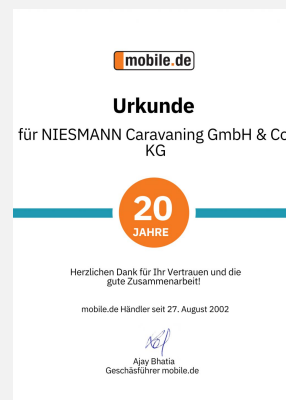 mobile.de
Urkunde
für NIESMANN Caravaning GmbH & Co
KG
20
JAHRE
Herzlichen Dank für Ihr Vertrauen und die
gute Zusammenarbeit!
mobile.de Händler seit 27. August 2002
Ajay Bhatia
Geschäsführer mobile.de